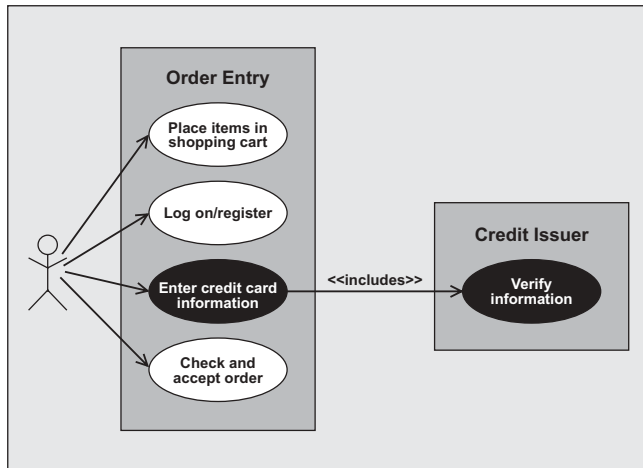 Order Entry
Place items in
shopping cart
Log on/register
Enter credit card
information
Check and
accept order
<<includes>>
Credit Issuer
Verify
information